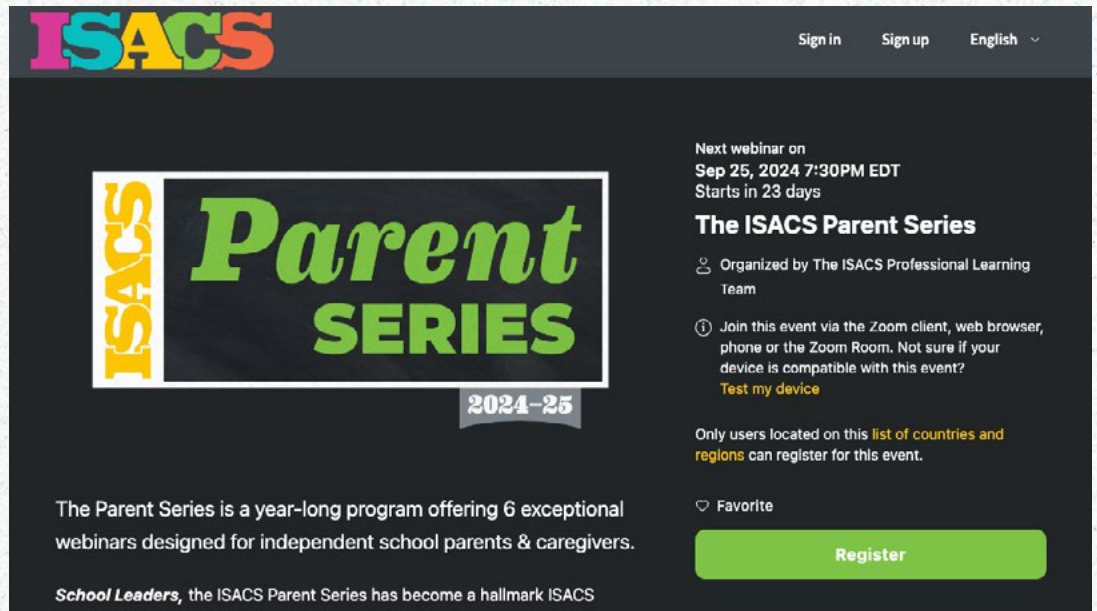 ISACS
Sign in
Sign up
English
ISACS
Parent
SERIES
2024–25
The Parent Series is a year-long program offering 6 exceptional
webinars designed for independent school parents & caregivers.
School Leaders, the ISACS Parent Series has become a hallmark ISACS
Next webinar on
Sep 25, 2024 7:30PM EDT
Starts in 23 days
The ISACS Parent Series
Organized by The ISACS Professional Learning
Team
Join this event via the Zoom client, web browser,
phone or the Zoom Room. Not sure if your
device is compatible with this event?
Test my device
Only users located on this list of countries and
regions can register for this event.
Favorite
Register